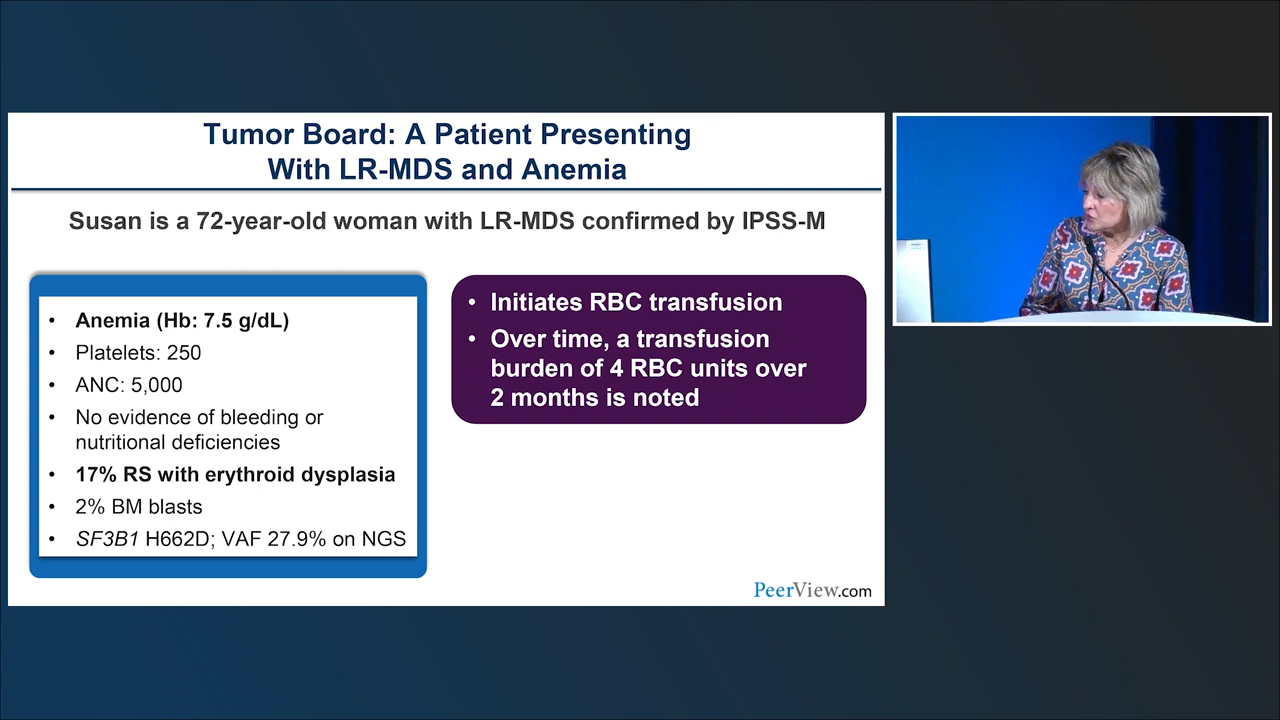 Tumor Board: A Patient Presenting
With LR-MDS and Anemia
Susan is a 72-year-old woman with LR-MDS confirmed by IPSS-M
• Anemia (Hb: 7.5 g/dL)
• Platelets: 250
• ANC: 5,000
• No evidence of bleeding or
nutritional deficiencies
• 17% RS with erythroid dysplasia
• 2% BM blasts
• SF3B1 H662D; VAF 27.9% on NGS
• Initiates RBC transfusion
• Over time, a transfusion
burden of 4 RBC units over
2 months is noted
PeerView.com